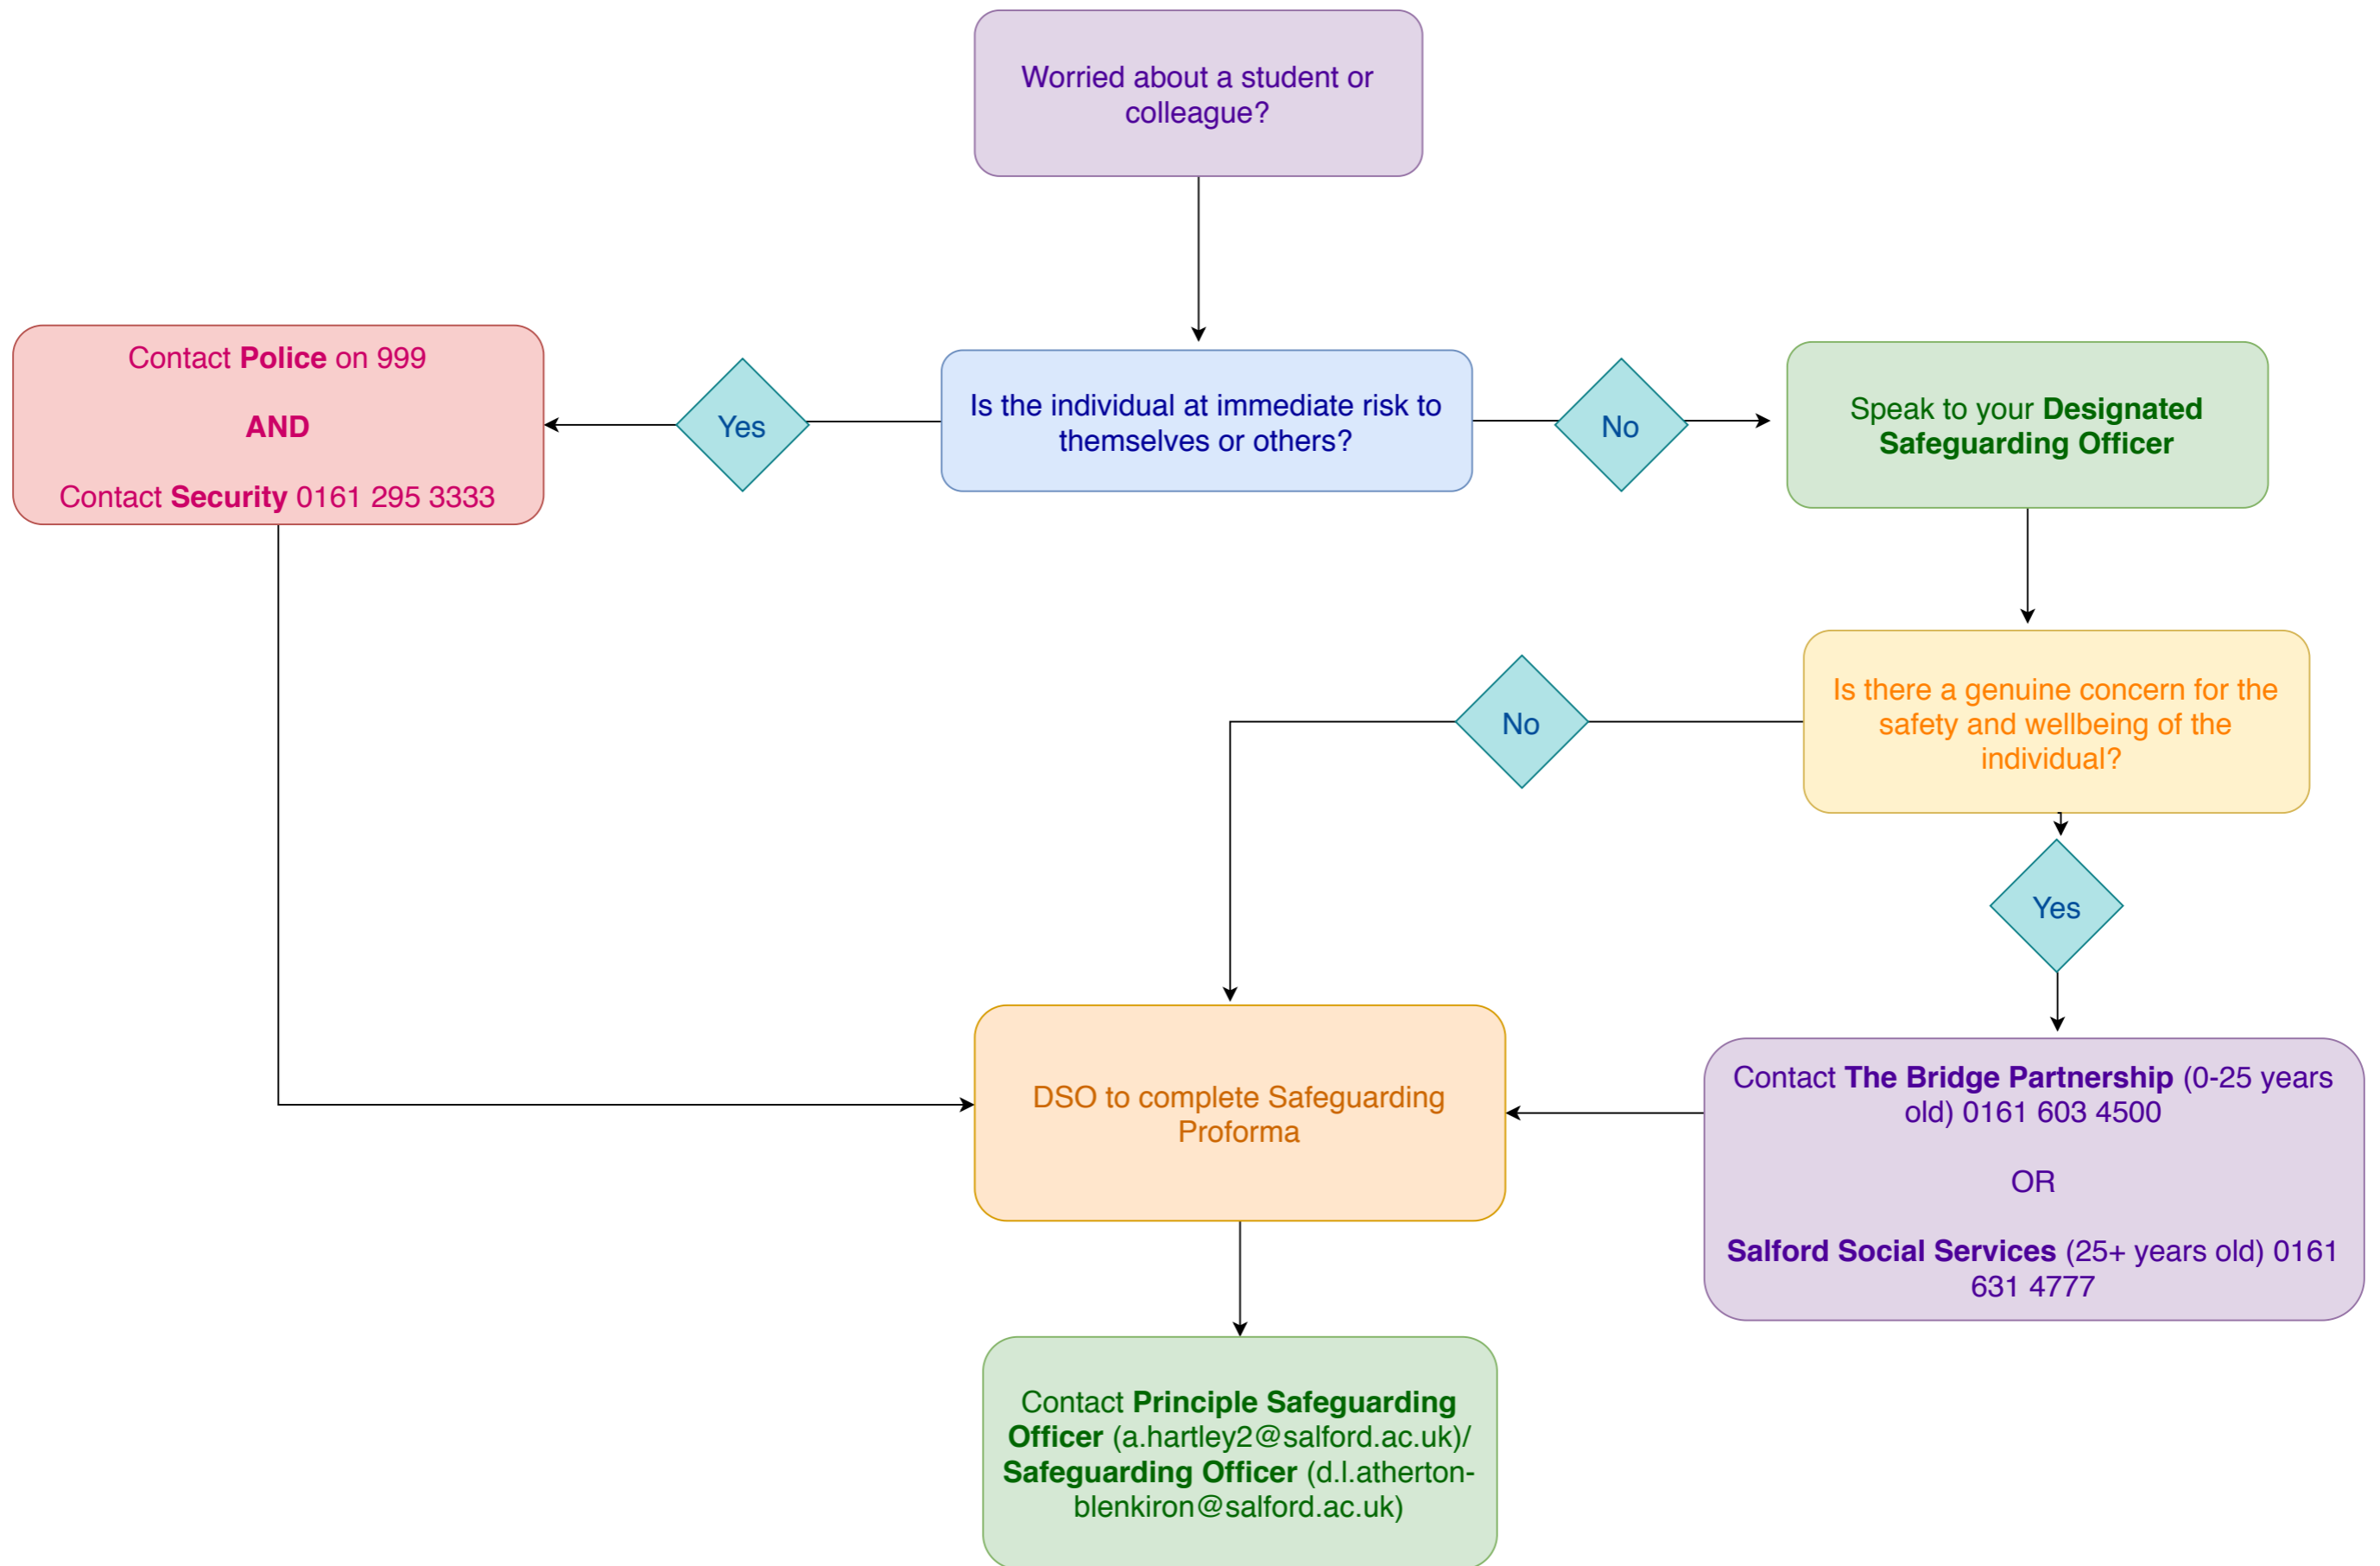 Worried about a student or
colleague?
Contact Police on 999
AND
Contact Security 0161 295 3333
Yes
Is the individual at immediate risk to
themselves or others?
No
Speak to your Designated
Safeguarding Officer
Is there a genuine concern for the
safety and wellbeing of the
individual?
No
Yes
DSO to complete Safeguarding
Proforma
Contact The Bridge Partnership (0-25 years
old) 0161 603 4500
OR
Salford Social Services (25+ years old) 0161
631 4777
Contact Principle Safeguarding
Officer (a.hartley2@salford.ac.uk)/
Safeguarding Officer (d.l.atherton-
blenkiron@salford.ac.uk)